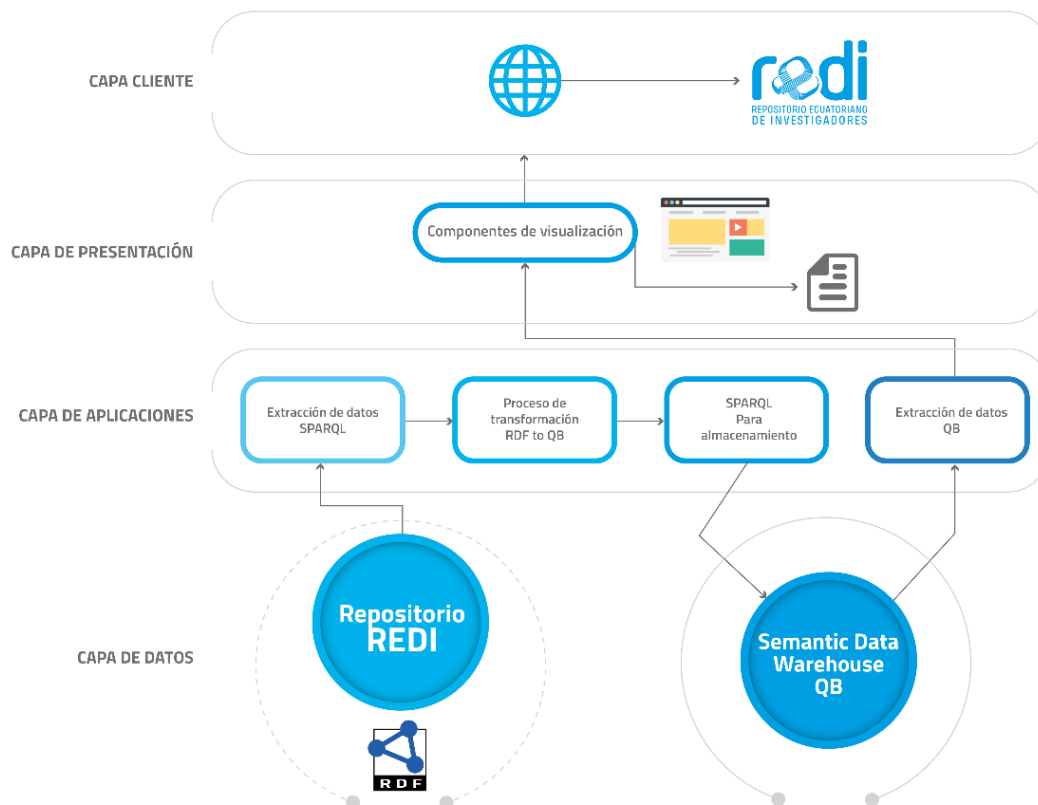 CAPA CLIENTE
redi
REPOSITORIO ECUATORIANO
DE INVESTIGADORES
CAPA DE PRESENTACIÓN
Componentes de visualización
CAPA DE APLICACIONES
Extracción de datos
SPARQL
Proceso de
transformación
RDF to QB
SPARQL
Para
almacenamiento
Extracción de datos
QB
CAPA DE DATOS
Repositorio
REDI
RDF
Semantic Data
Warehouse
QB